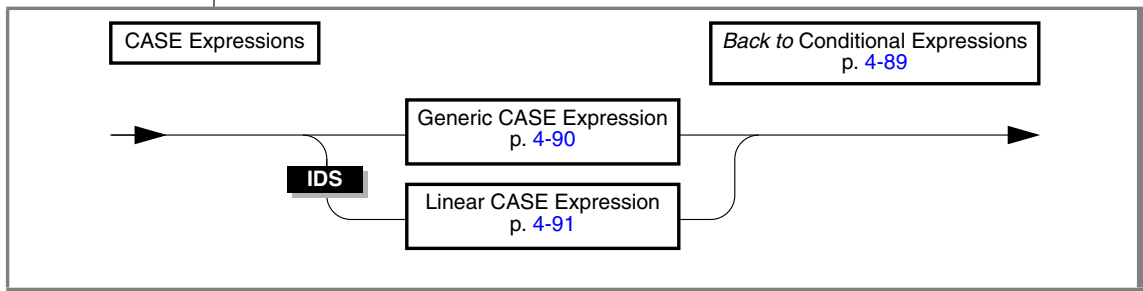 CASE Expressions
Back to Conditional Expressions
p. 4-89
Generic CASE Expression
p. 4-90
IDS
Linear CASE Expression
p. 4-91